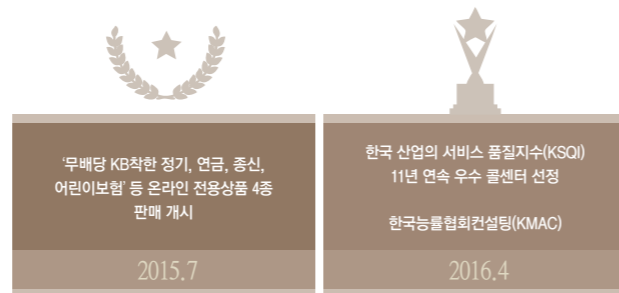 '무배당 KB착한 정기, 연금, 종신,
어린이보험' 등 온라인 전용상품 4종
판매 개시
2015.7
한국 산업의 서비스 품질지수(KSQI)
11년 연속 우수 콜센터 선정
한국능률협회컨설팅(KMAC)
2016.4